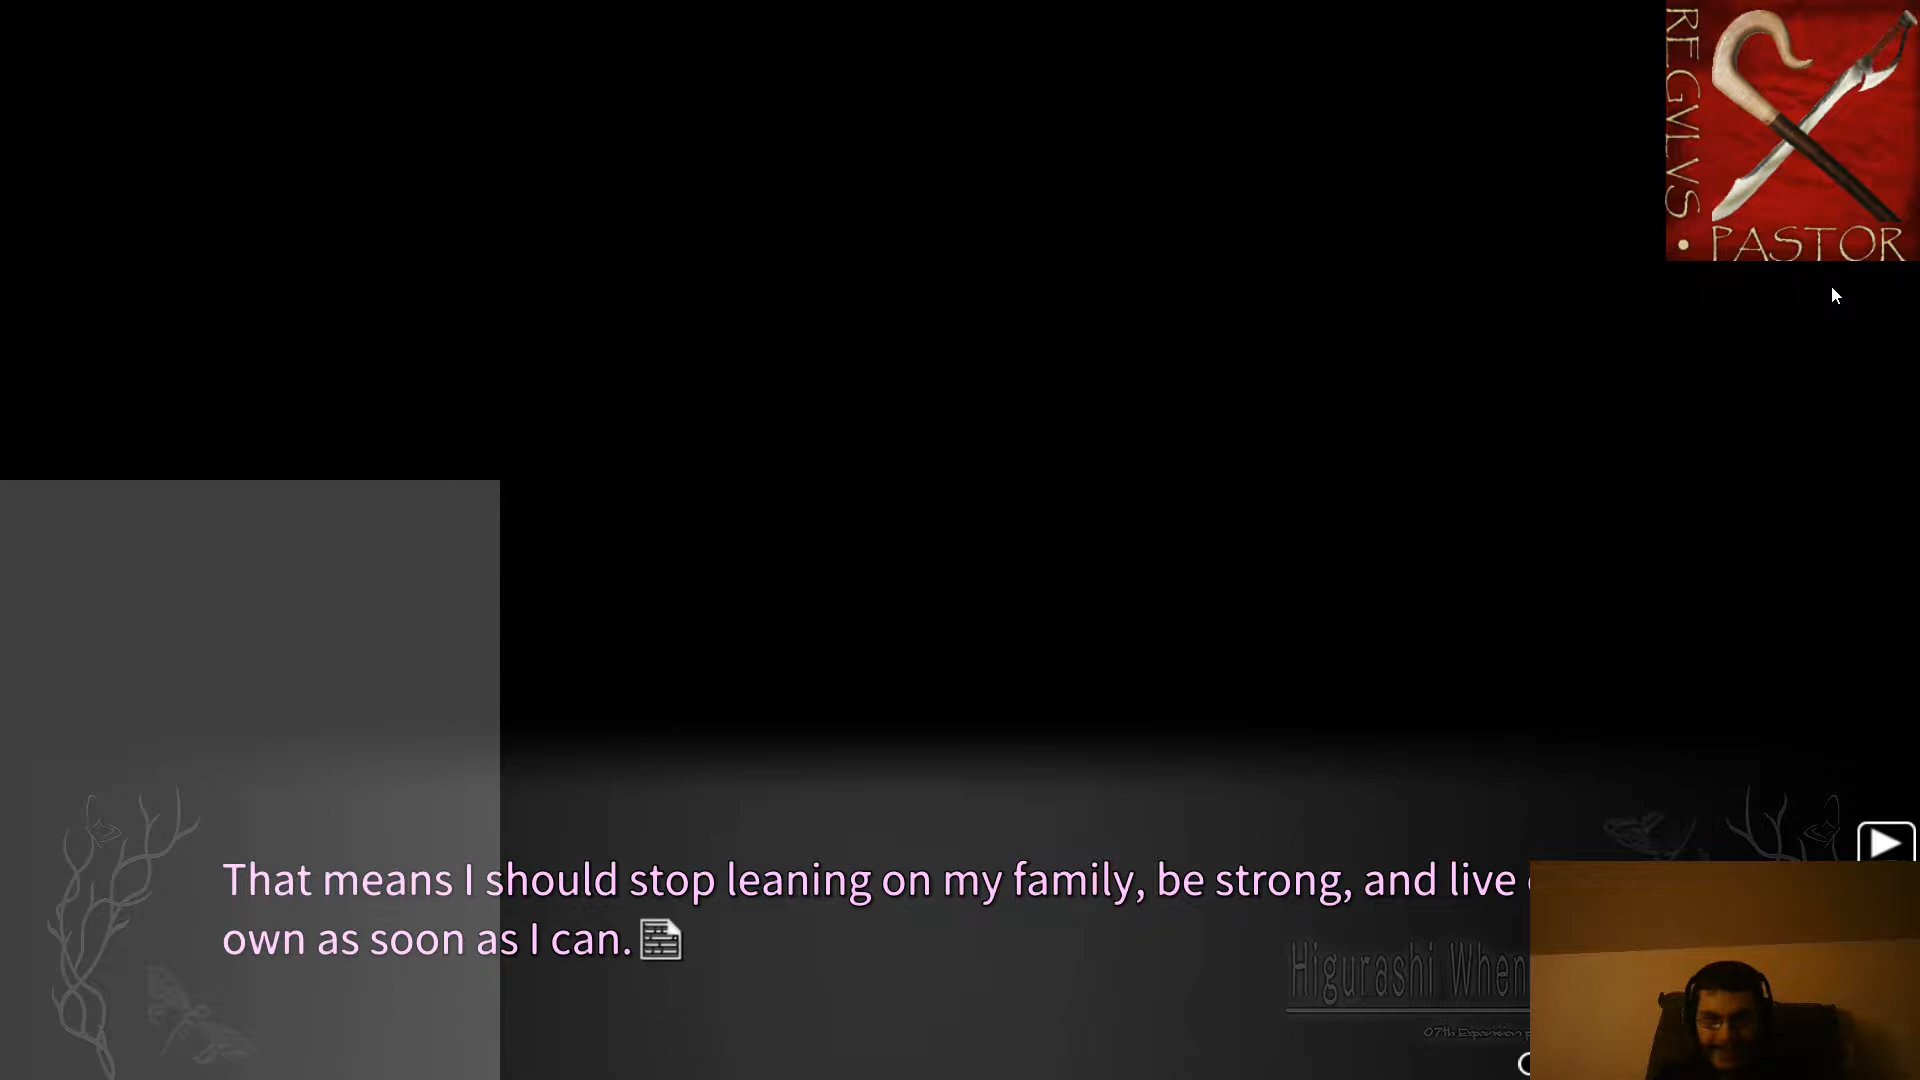 REGVLVS
• PASTOR
That means I should stop leaning on my family, be strong, and live
own as soon as I can.
Higurashi When
07th Expansion